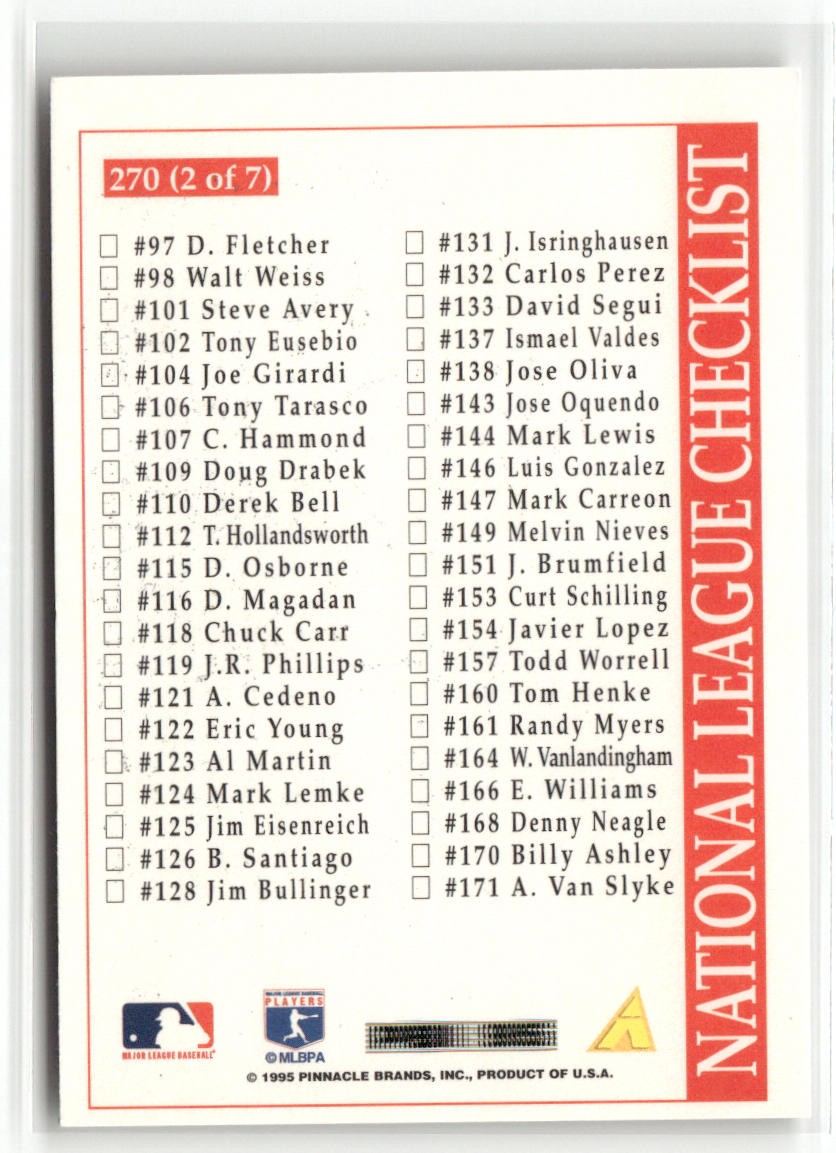 270 (2 of 7)
#97 D. Fletcher
#98 Walt Weiss
#101 Steve Avery
#102 Tony Eusebio
#104 Joe Girardi
#106 Tony Tarasco
#107 C. Hammond
#109 Doug Drabek
#110 Derek Bell
#112 T. Hollandsworth
#115 D. Osborne
#116 D. Magadan
#118 Chuck Carr
#119 J.R. Phillips
#121 A. Cedeno
#122 Eric Young
#123 Al Martin
#124 Mark Lemke
#125 Jim Eisenreich
#126 B. Santiago
#128 Jim Bullinger
#131 J. Isringhausen
#132 Carlos Perez
#133 David Segui
#137 Ismael Valdes
#138 Jose Oliva
#143 Jose Oquendo
#144 Mark Lewis
#146 Luis Gonzalez
#147 Mark Carreon
#149 Melvin Nieves
#151 J. Brumfield
#153 Curt Schilling
#154 Javier Lopez
#157 Todd Worrell
#160 Tom Henke
#161 Randy Myers
#164 W. Vanlandingham
#166 E. Williams
#168 Denny Neagle
#170 Billy Ashley
#171 A. Van Slyke
NATIONAL LEAGUE CHECKLIST
MAJOR LEAGUE BASEBALL
MAJOR LEAGUE BASEBALL
PLAYERS
© MLBPA
© 1995 PINNACLE BRANDS, INC., PRODUCT OF U.S.A.